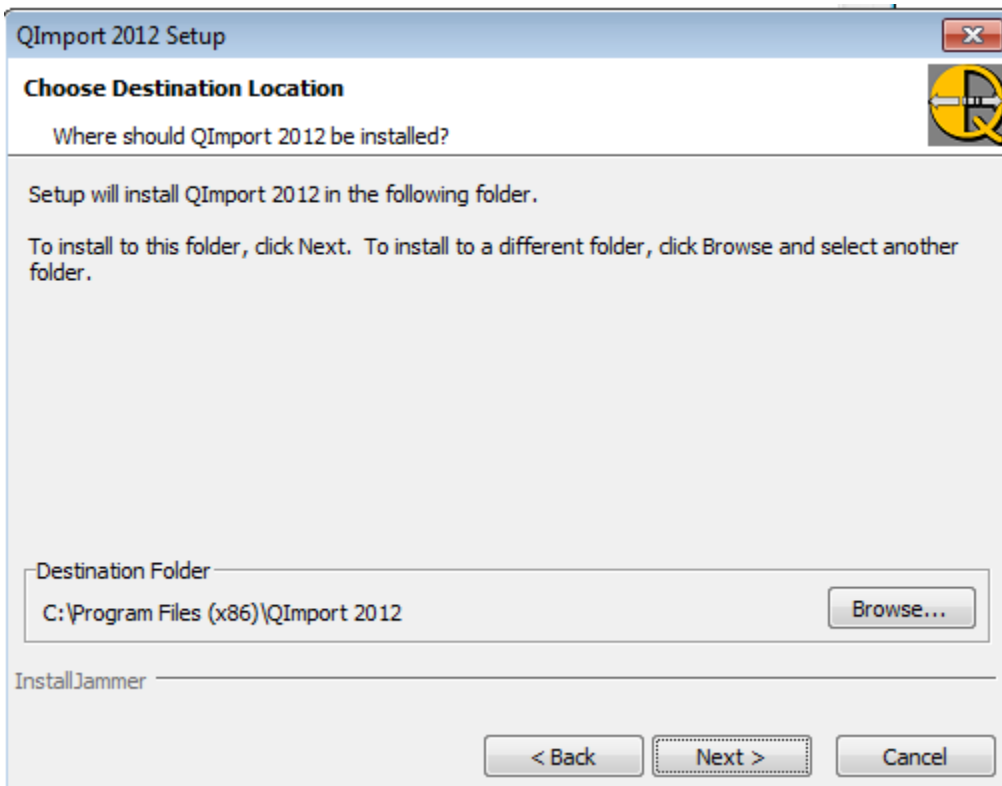 QImport 2012 Setup
Choose Destination Location
Where should QImport 2012 be installed?
Setup will install QImport 2012 in the following folder.
To install to this folder, click Next.  To install to a different folder, click Browse and select another
folder.
Destination Folder
C:\Program Files (x86)\QImport 2012
Browse...
InstallJammer
< Back
Next >
Cancel